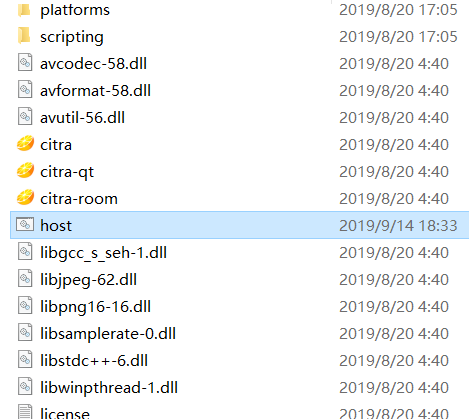 platforms 2019/8/20 17:05
scripting 2019/8/20 17:05
avcodec-58.dll 2019/8/20 4:40
avformat-58.dll 2019/8/20 4:40
avutil-56.dll 2019/8/20 4:40
citra 2019/8/20 4:40
citra-qt 2019/8/20 4:40
citra-room 2019/8/20 4:40
host 2019/9/14 18:33
libgcc_s_seh-1.dll 2019/8/20 4:40
libjpeg-62.dll 2019/8/20 4:40
libpng16-16.dll 2019/8/20 4:40
libsamplerate-0.dll 2019/8/20 4:40
libstdc++-6.dll 2019/8/20 4:40
libwinpthread-1.dll 2019/8/20 4:40
license 2019/8/20 4:40